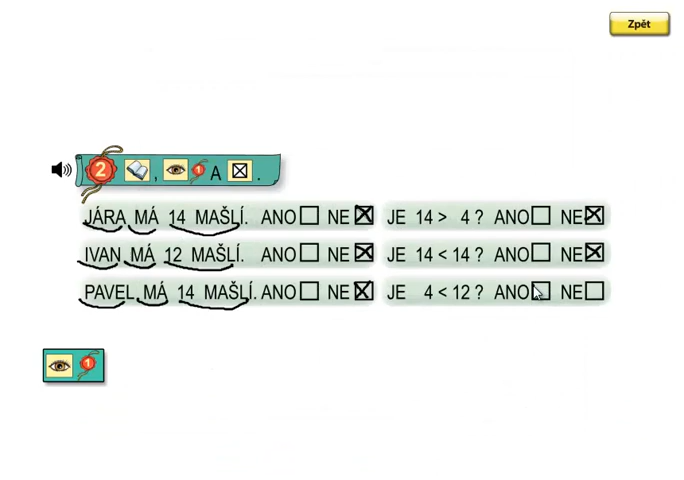 Zpět
2 , 1 A .
JÁRA MÁ 14 MAŠLÍ. ANO NE JE 14 > 4 ? ANO NE
IVAN MÁ 12 MAŠLÍ. ANO NE JE 14 < 14 ? ANO NE
PAVEL MÁ 14 MAŠLÍ. ANO NE JE 4 < 12 ? ANO NE
1